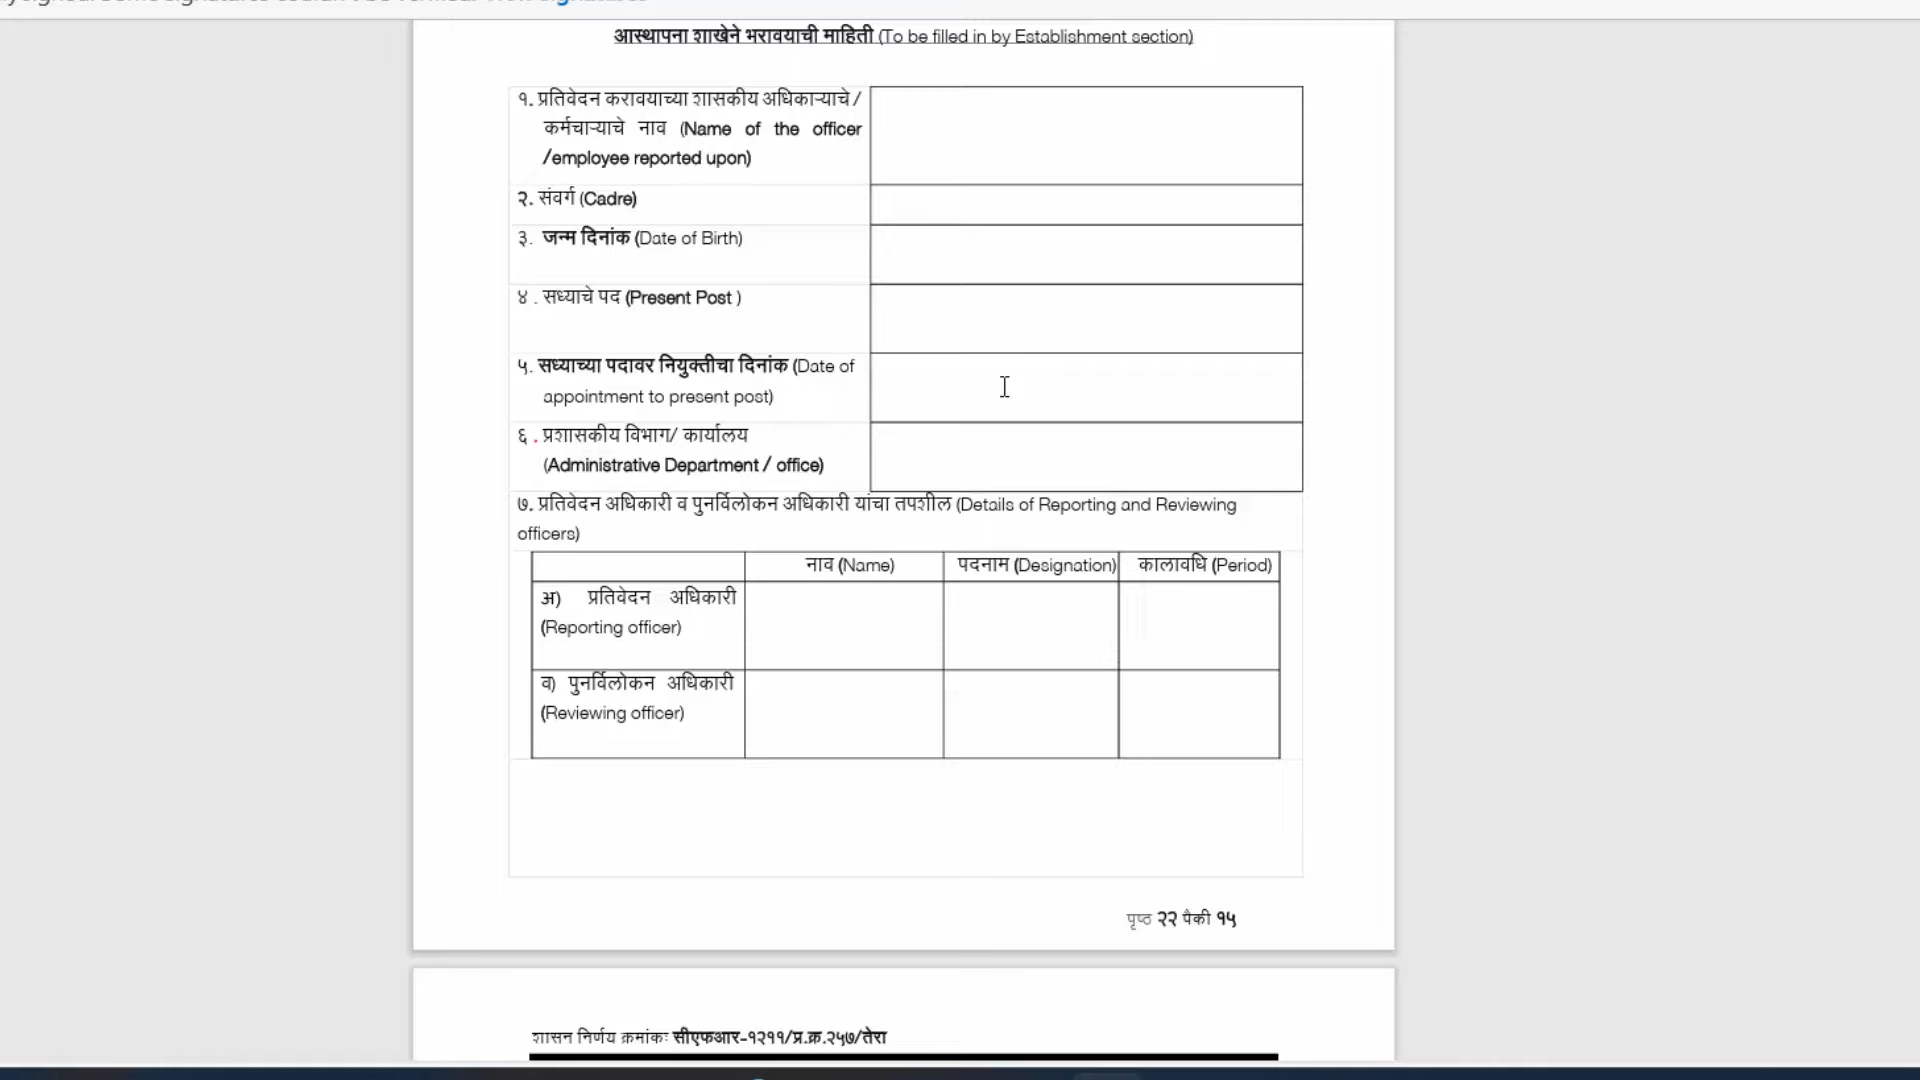 आस्थापना शाखेने भरावयाची माहिती (To be filled in by Establishment section)
१. प्रतिवेदन करावयाच्या शासकीय अधिकाऱ्याचे /
कर्मचाऱ्याचे नाव (Name of the officer
/employee reported upon)
२. संवर्ग (Cadre)
३. जन्म दिनांक (Date of Birth)
४ . सध्याचे पद (Present Post )
५. सध्याच्या पदावर नियुक्तीचा दिनांक (Date of
appointment to present post)
६ . प्रशासकीय विभाग/ कार्यालय
(Administrative Department / office)
७. प्रतिवेदन अधिकारी व पुनर्विलोकन अधिकारी यांचा तपशील (Details of Reporting and Reviewing
officers)
नाव (Name) पदनाम (Designation) कालावधि (Period)
अ) प्रतिवेदन अधिकारी
(Reporting officer)
व) पुनर्विलोकन अधिकारी
(Reviewing officer)
पृष्ठ २२ पैकी १५
शासन निर्णय क्रमांकः सीएफआर-१२११/प्र.क्र.२५७/तेरा